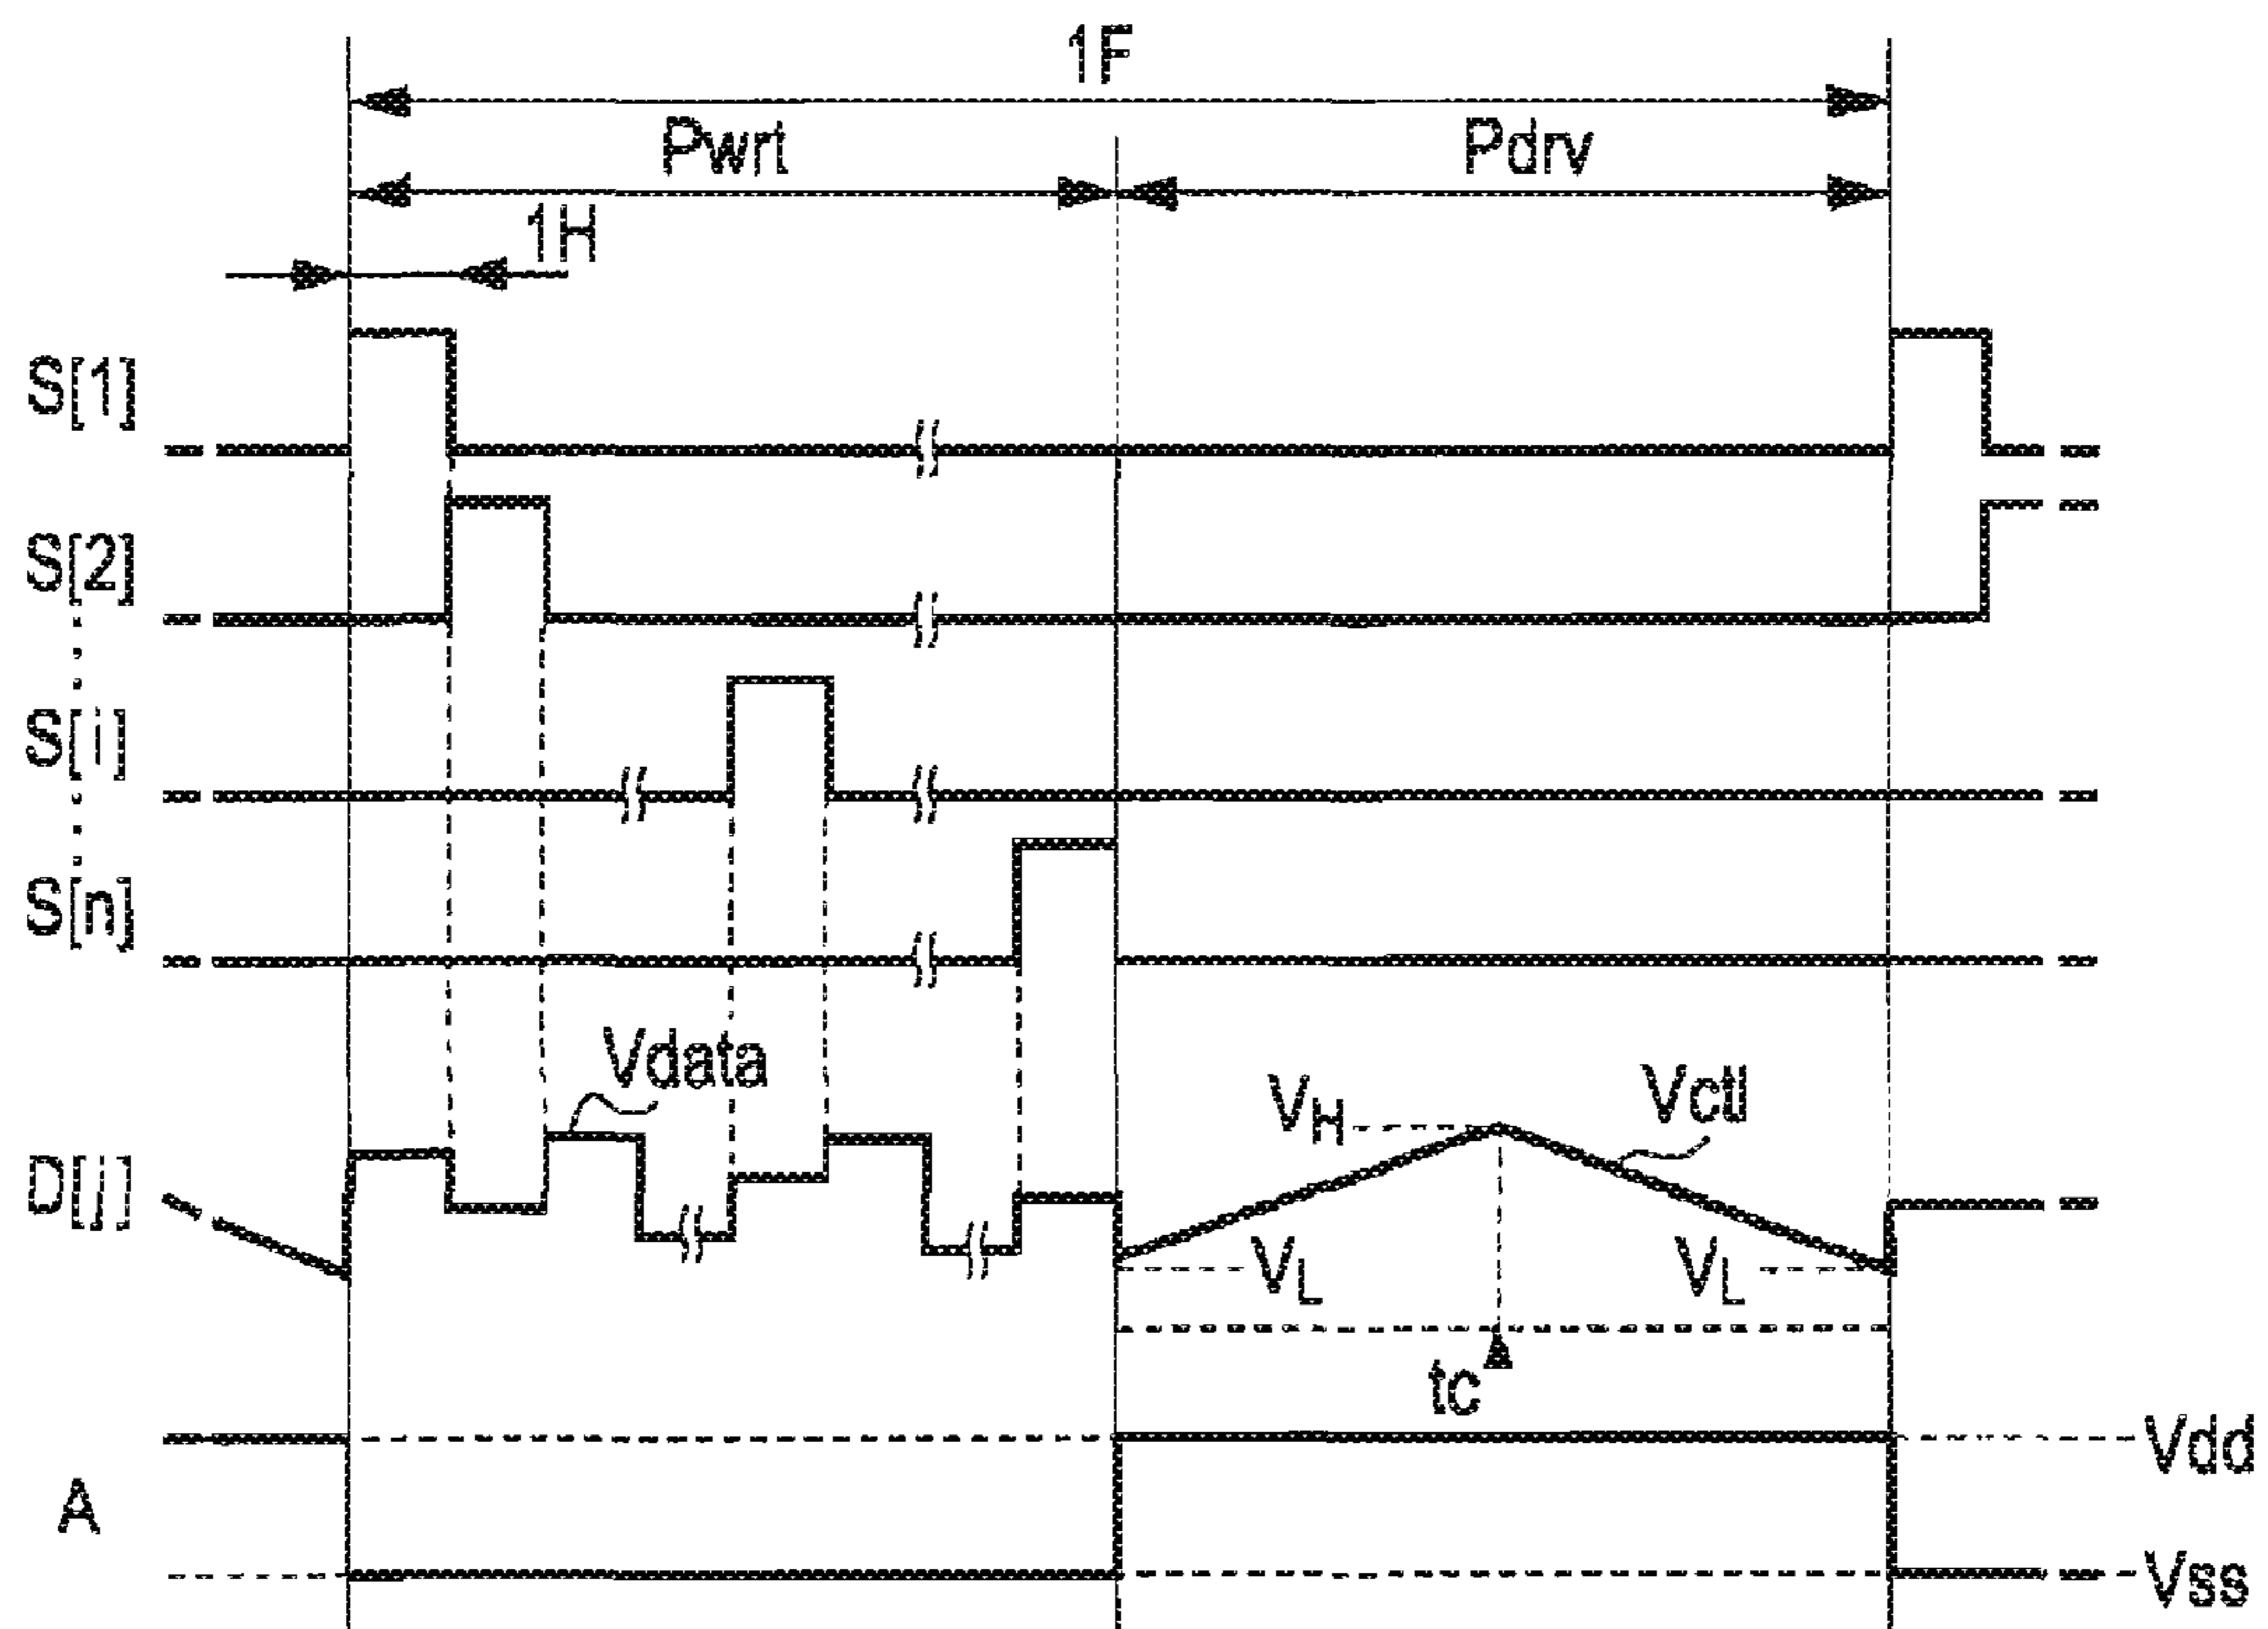 1F
Pwrt Pdrv
1H
S[1]
S[2]
S[i]
S[n]
Vdata
VH Vctl
D[j]
VL VL
tc
Vdd
A
Vss